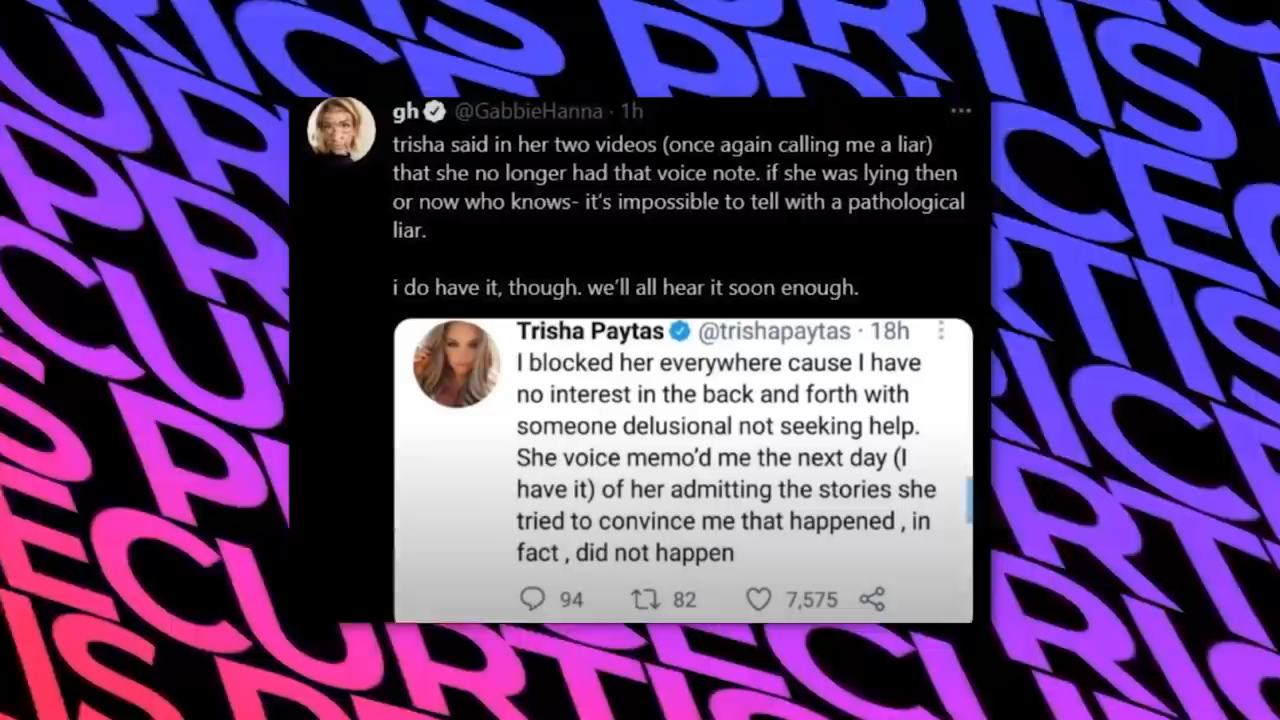 gh @GabbieHanna · 1h
trisha said in her two videos (once again calling me a liar)
that she no longer had that voice note. if she was lying then
or now who knows- it's impossible to tell with a pathological
liar.
i do have it, though. we'll all hear it soon enough.
Trisha Paytas @trishapaytas · 18h
I blocked her everywhere cause I have
no interest in the back and forth with
someone delusional not seeking help.
She voice memo'd me the next day (I
have it) of her admitting the stories she
tried to convince me that happened , in
fact , did not happen
94 82 7,575